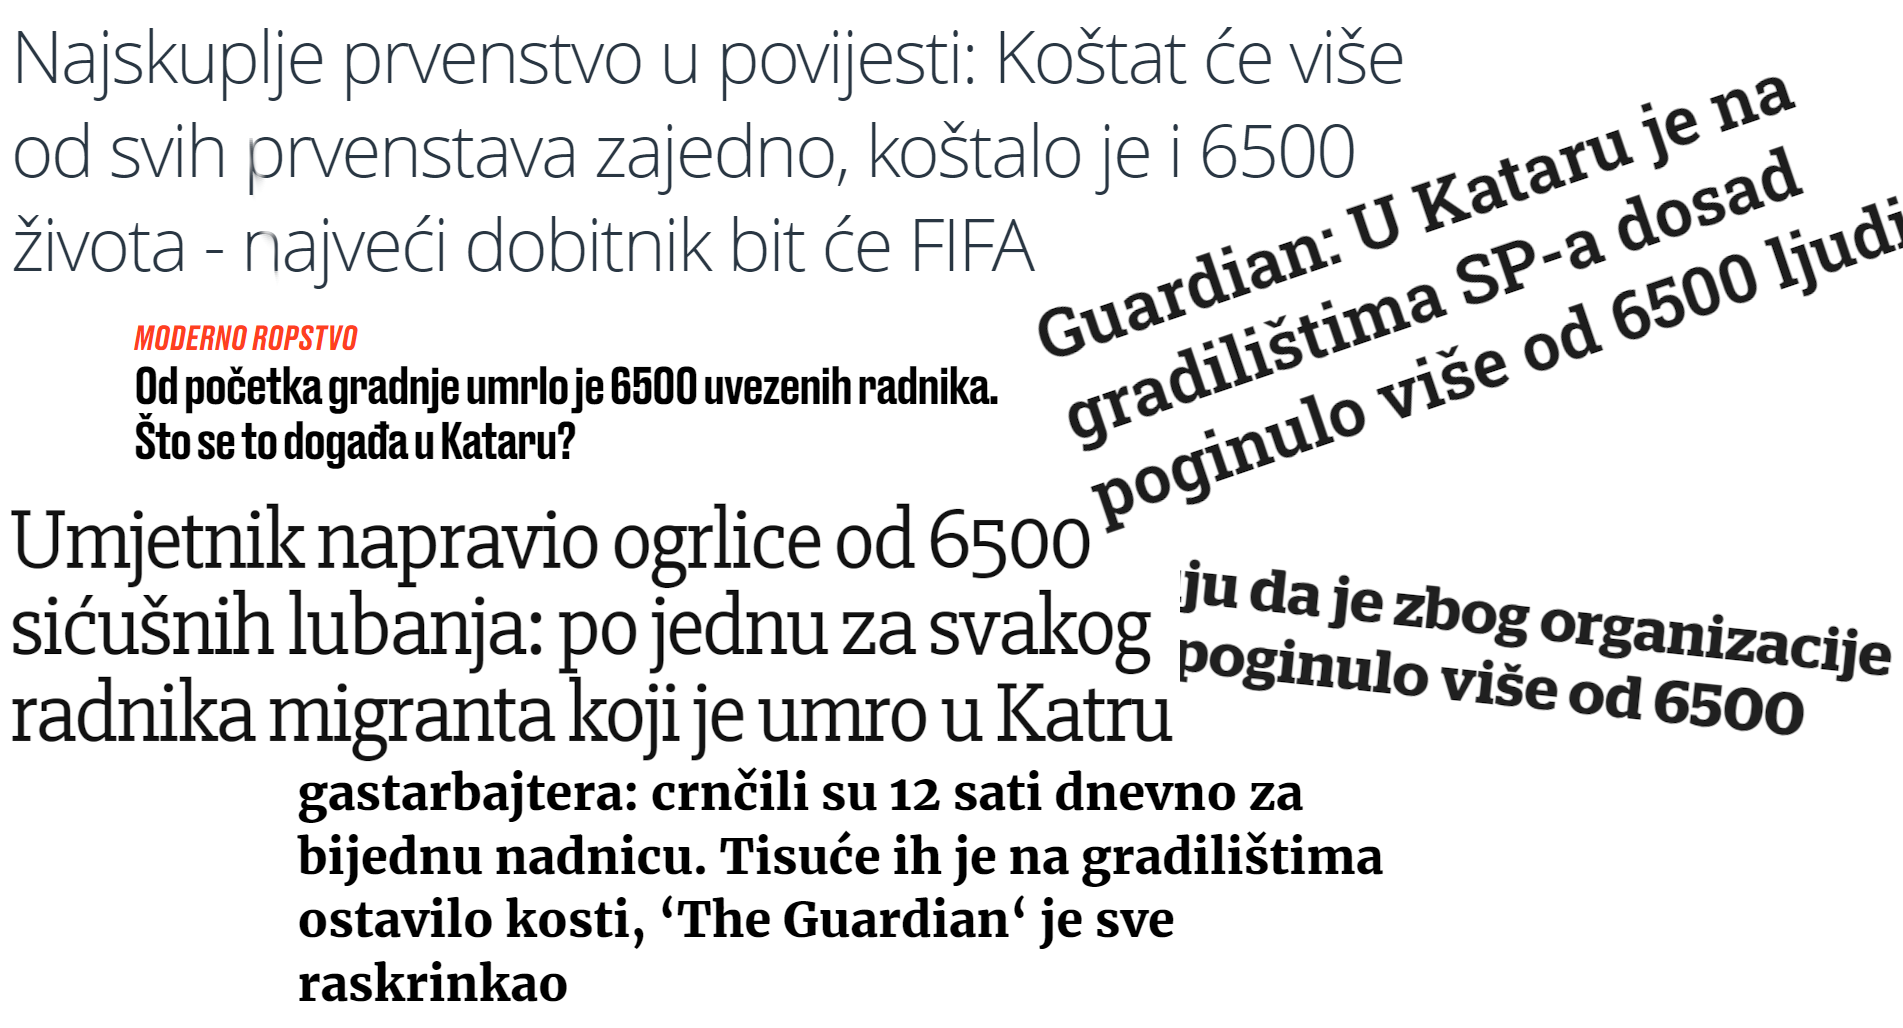 Najskuplje prvenstvo u povijesti: Koštat će više
od svih prvenstava zajedno, koštalo je i 6500
života - najveći dobitnik bit će FIFA
Guardian: U Kataru je na
gradilištima SP-a dosad
poginulo više od 6500 ljudi
MODERNO ROPSTVO
Od početka gradnje umrlo je 6500 uvezenih radnika.
Što se to događa u Kataru?
Umjetnik napravio ogrlice od 6500
sićušnih lubanja: po jednu za svakog
radnika migranta koji je umro u Katru
da je zbog organizacije
poginulo više od 6500
gastarbajtera: crnčili su 12 sati dnevno za
bijednu nadnicu. Tisuće ih je na gradilištima
ostavilo kosti, ‘The Guardian‘ je sve
raskrinkao